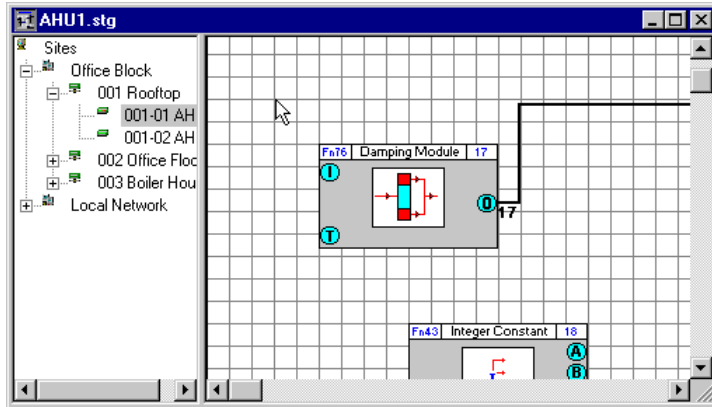 AHU1.stg
Sites
Office Block
001 Rooftop
001-01 AH
001-02 AH
002 Office Floc
003 Boiler Hou
Local Network
Fn76 Damping Module 17
I
T
O
17
Fn43 Integer Constant 18
A
B